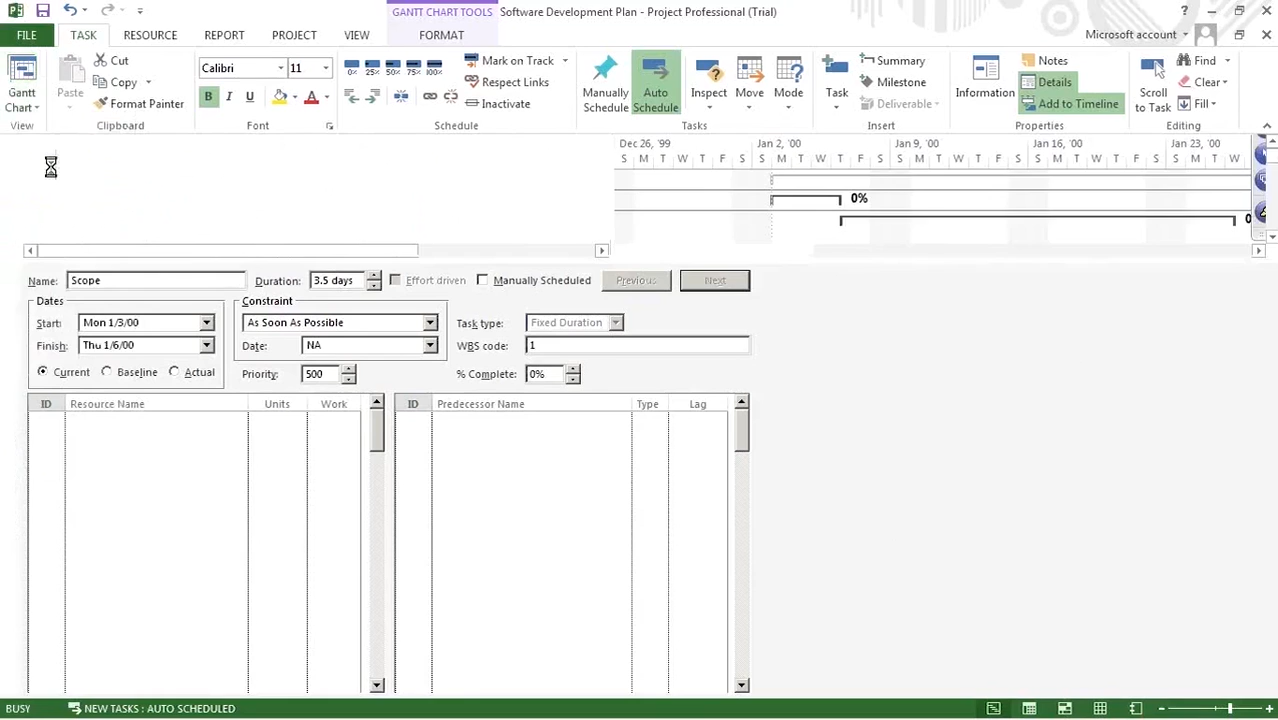 GANTT CHART TOOLS Software Development Plan - Project Professional (Trial) ?
FILE TASK RESOURCE REPORT PROJECT VIEW FORMAT Microsoft account
Gantt Chart
View
Paste
Cut
Copy
Format Painter
Clipboard
Calibri 11
B I U A
Font
0% 25% 50% 75% 100%
Mark on Track
Respect Links
Inactivate
Schedule
Manually Schedule
Auto Schedule
Inspect
Move
Mode
Tasks
Task
Summary
Milestone
Deliverable
Insert
Information
Notes
Details
Add to Timeline
Properties
Scroll to Task
Find
Clear
Fill
Editing
Dec 26, '99 Jan 2, '00 Jan 9, '00 Jan 16, '00 Jan 23, '00
S M T W T F S S M T W T F S S M T W T F S S M T W T F S S M T W
0%
0
Name: Scope Duration: 3.5 days Effort driven Manually Scheduled Previous Next
Dates Constraint
Start: Mon 1/3/00 As Soon As Possible Task type: Fixed Duration
Finish: Thu 1/6/00 Date: NA WBS code: 1
Current Baseline Actual Priority: 500 % Complete: 0%
ID Resource Name Units Work ID Predecessor Name Type Lag
BUSY NEW TASKS : AUTO SCHEDULED